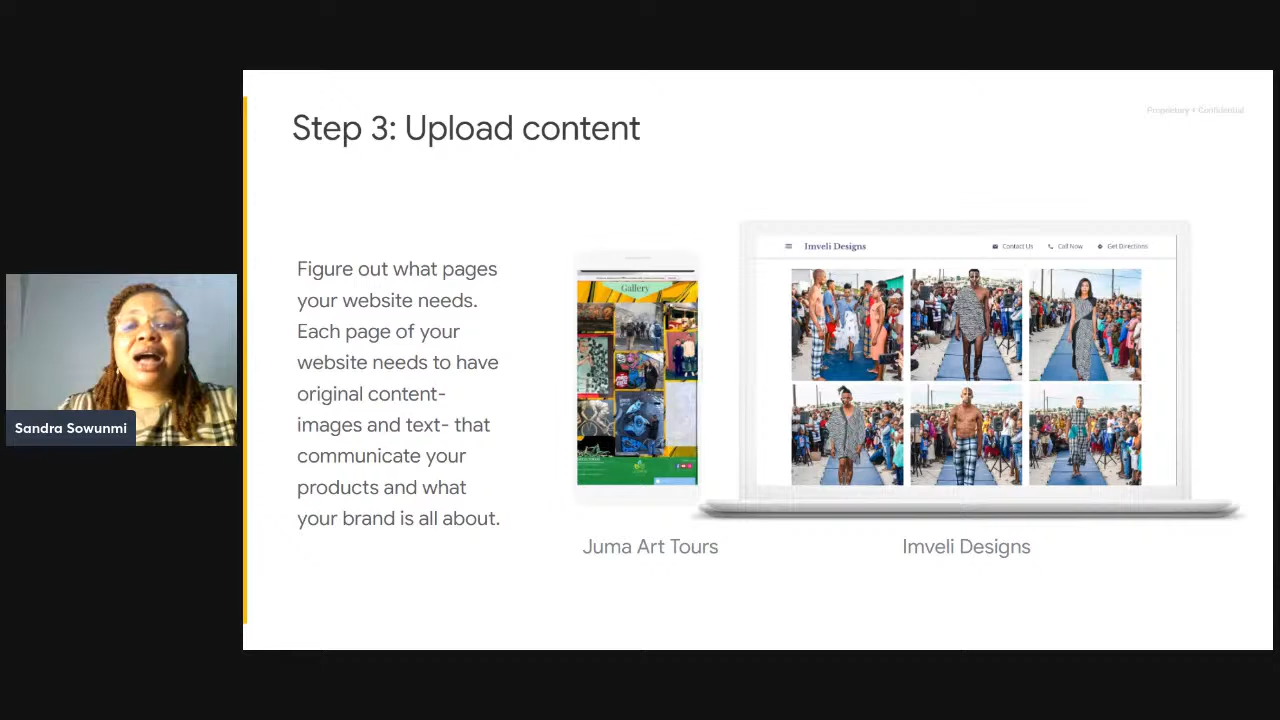 Step 3: Upload content
Proprietary + Confidential
Figure out what pages
your website needs.
Each page of your
website needs to have
original content-
images and text- that
communicate your
products and what
your brand is all about.
Gallery
Imveli Designs
Contact Us
Call Now
Get Directions
Juma Art Tours
Imveli Designs
Sandra Sowunmi